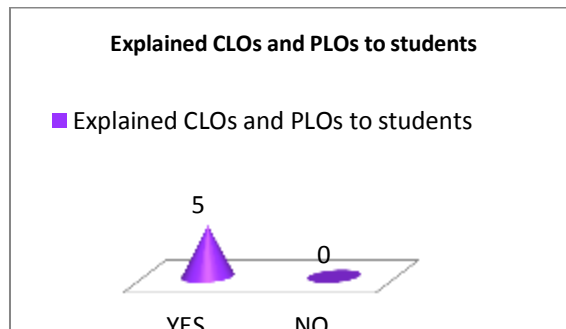 Explained CLOs and PLOs to students
Explained CLOs and PLOs to students
5
0
YES NO